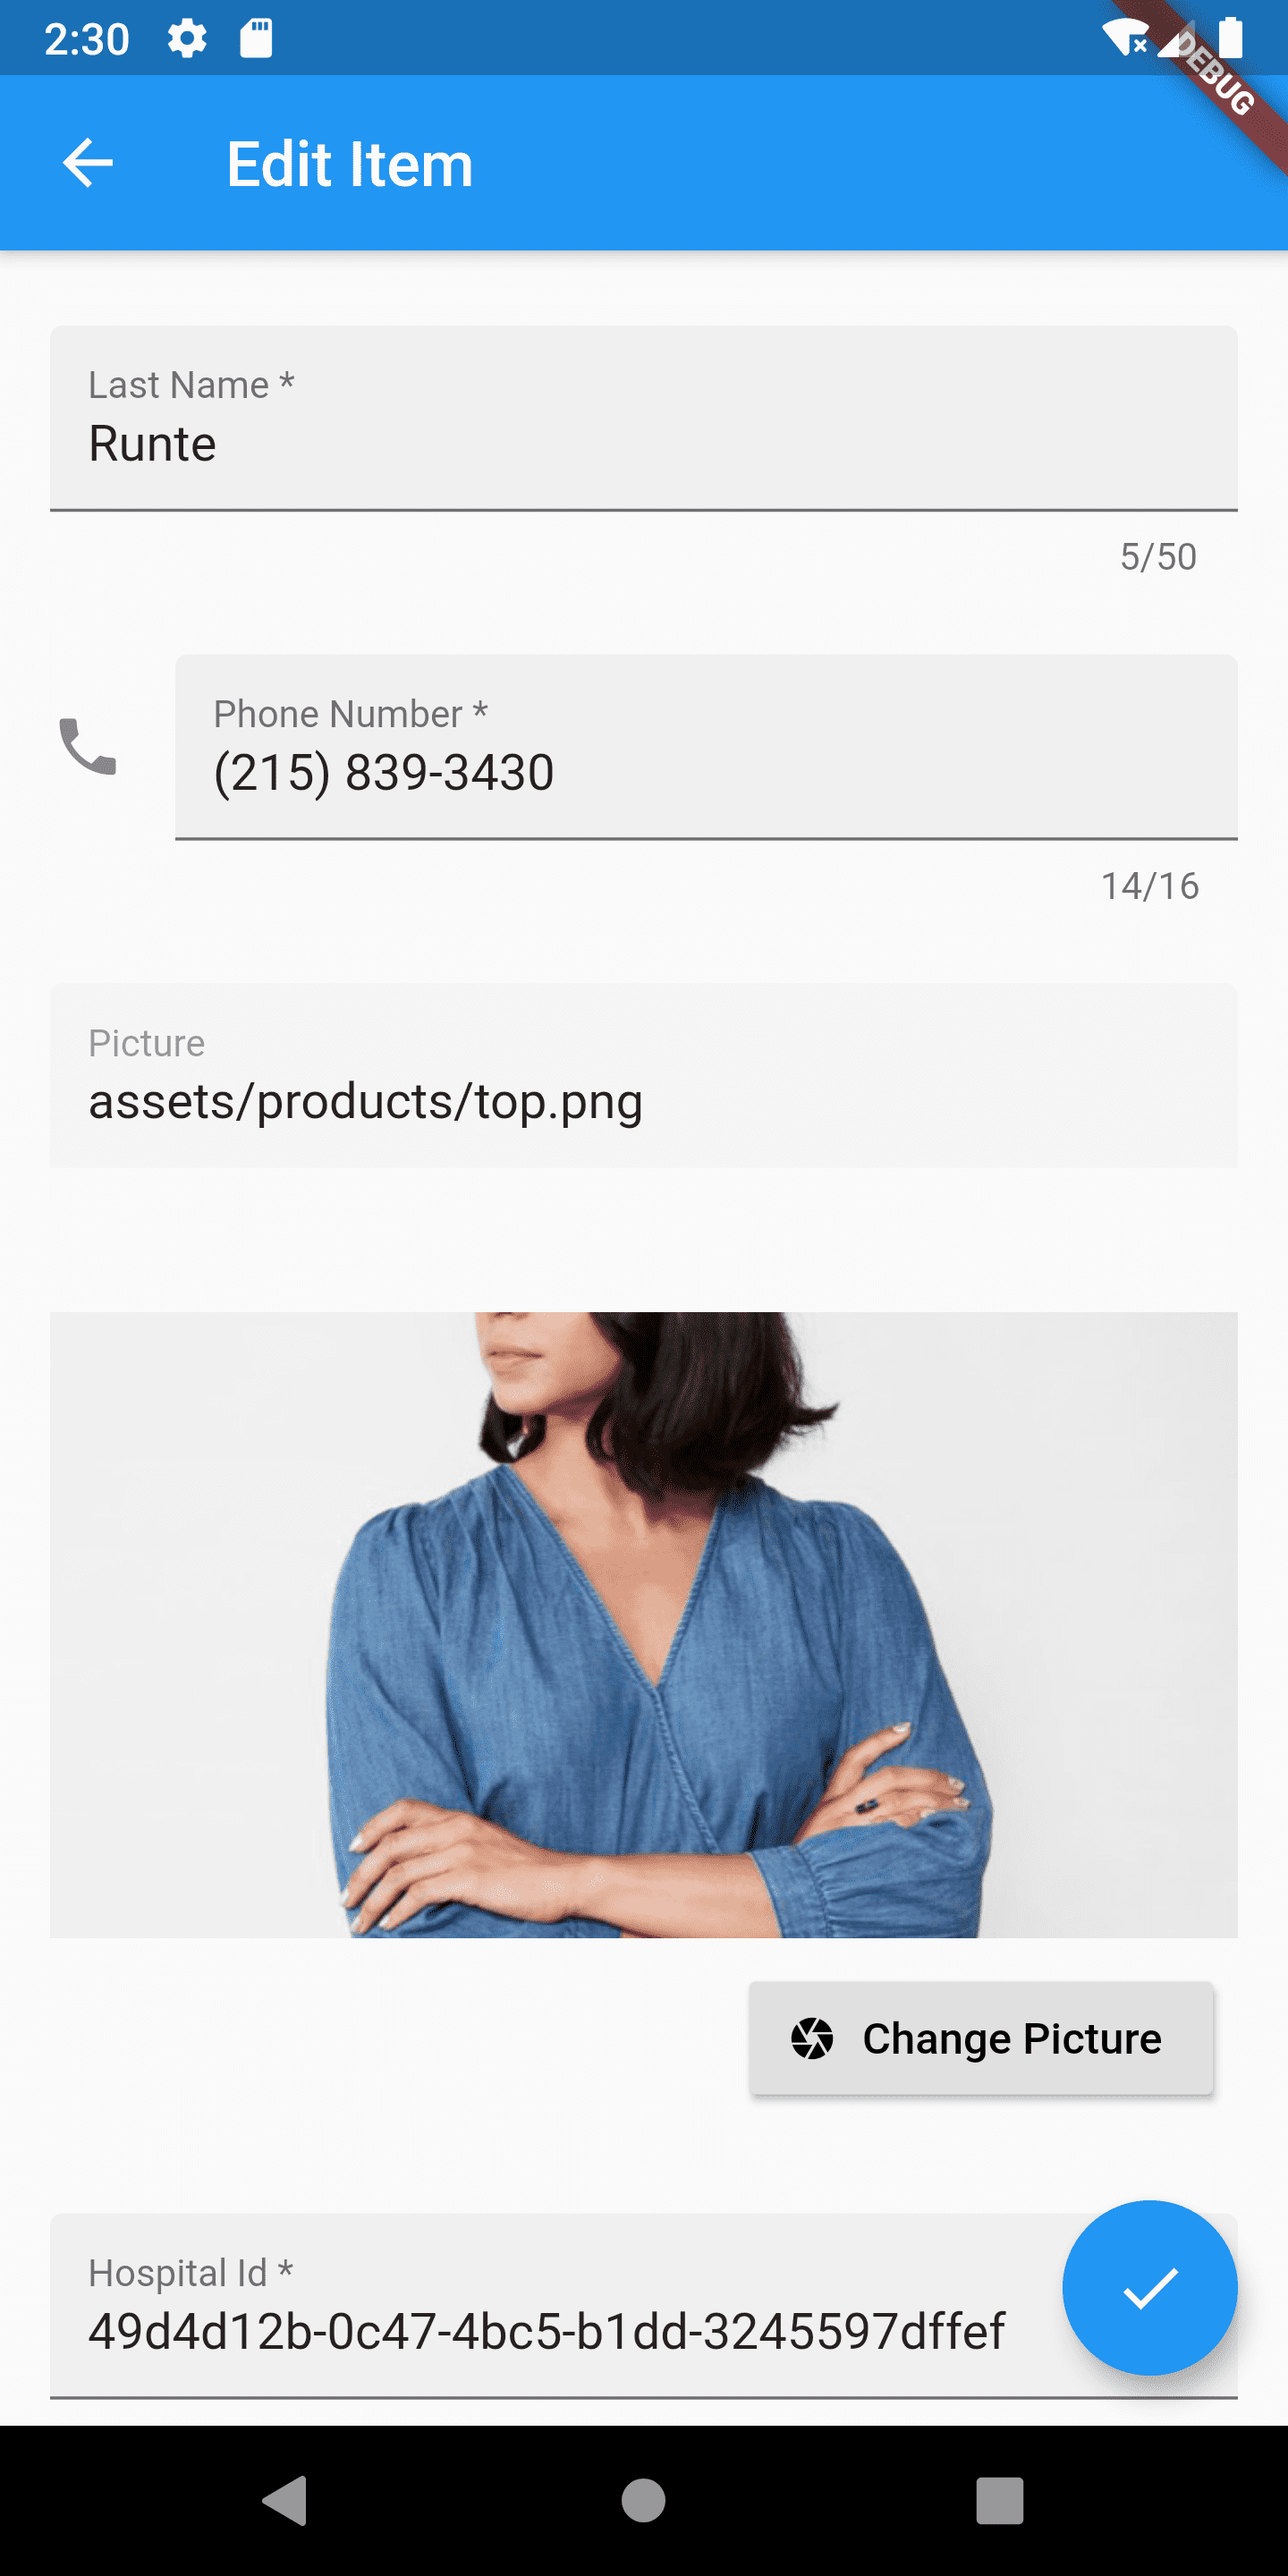 2:30
DEBUG
Edit Item
Last Name *
Runte
5/50
Phone Number *
(215) 839-3430
14/16
Picture
assets/products/top.png
Change Picture
Hospital Id *
49d4d12b-0c47-4bc5-b1dd-3245597dffef